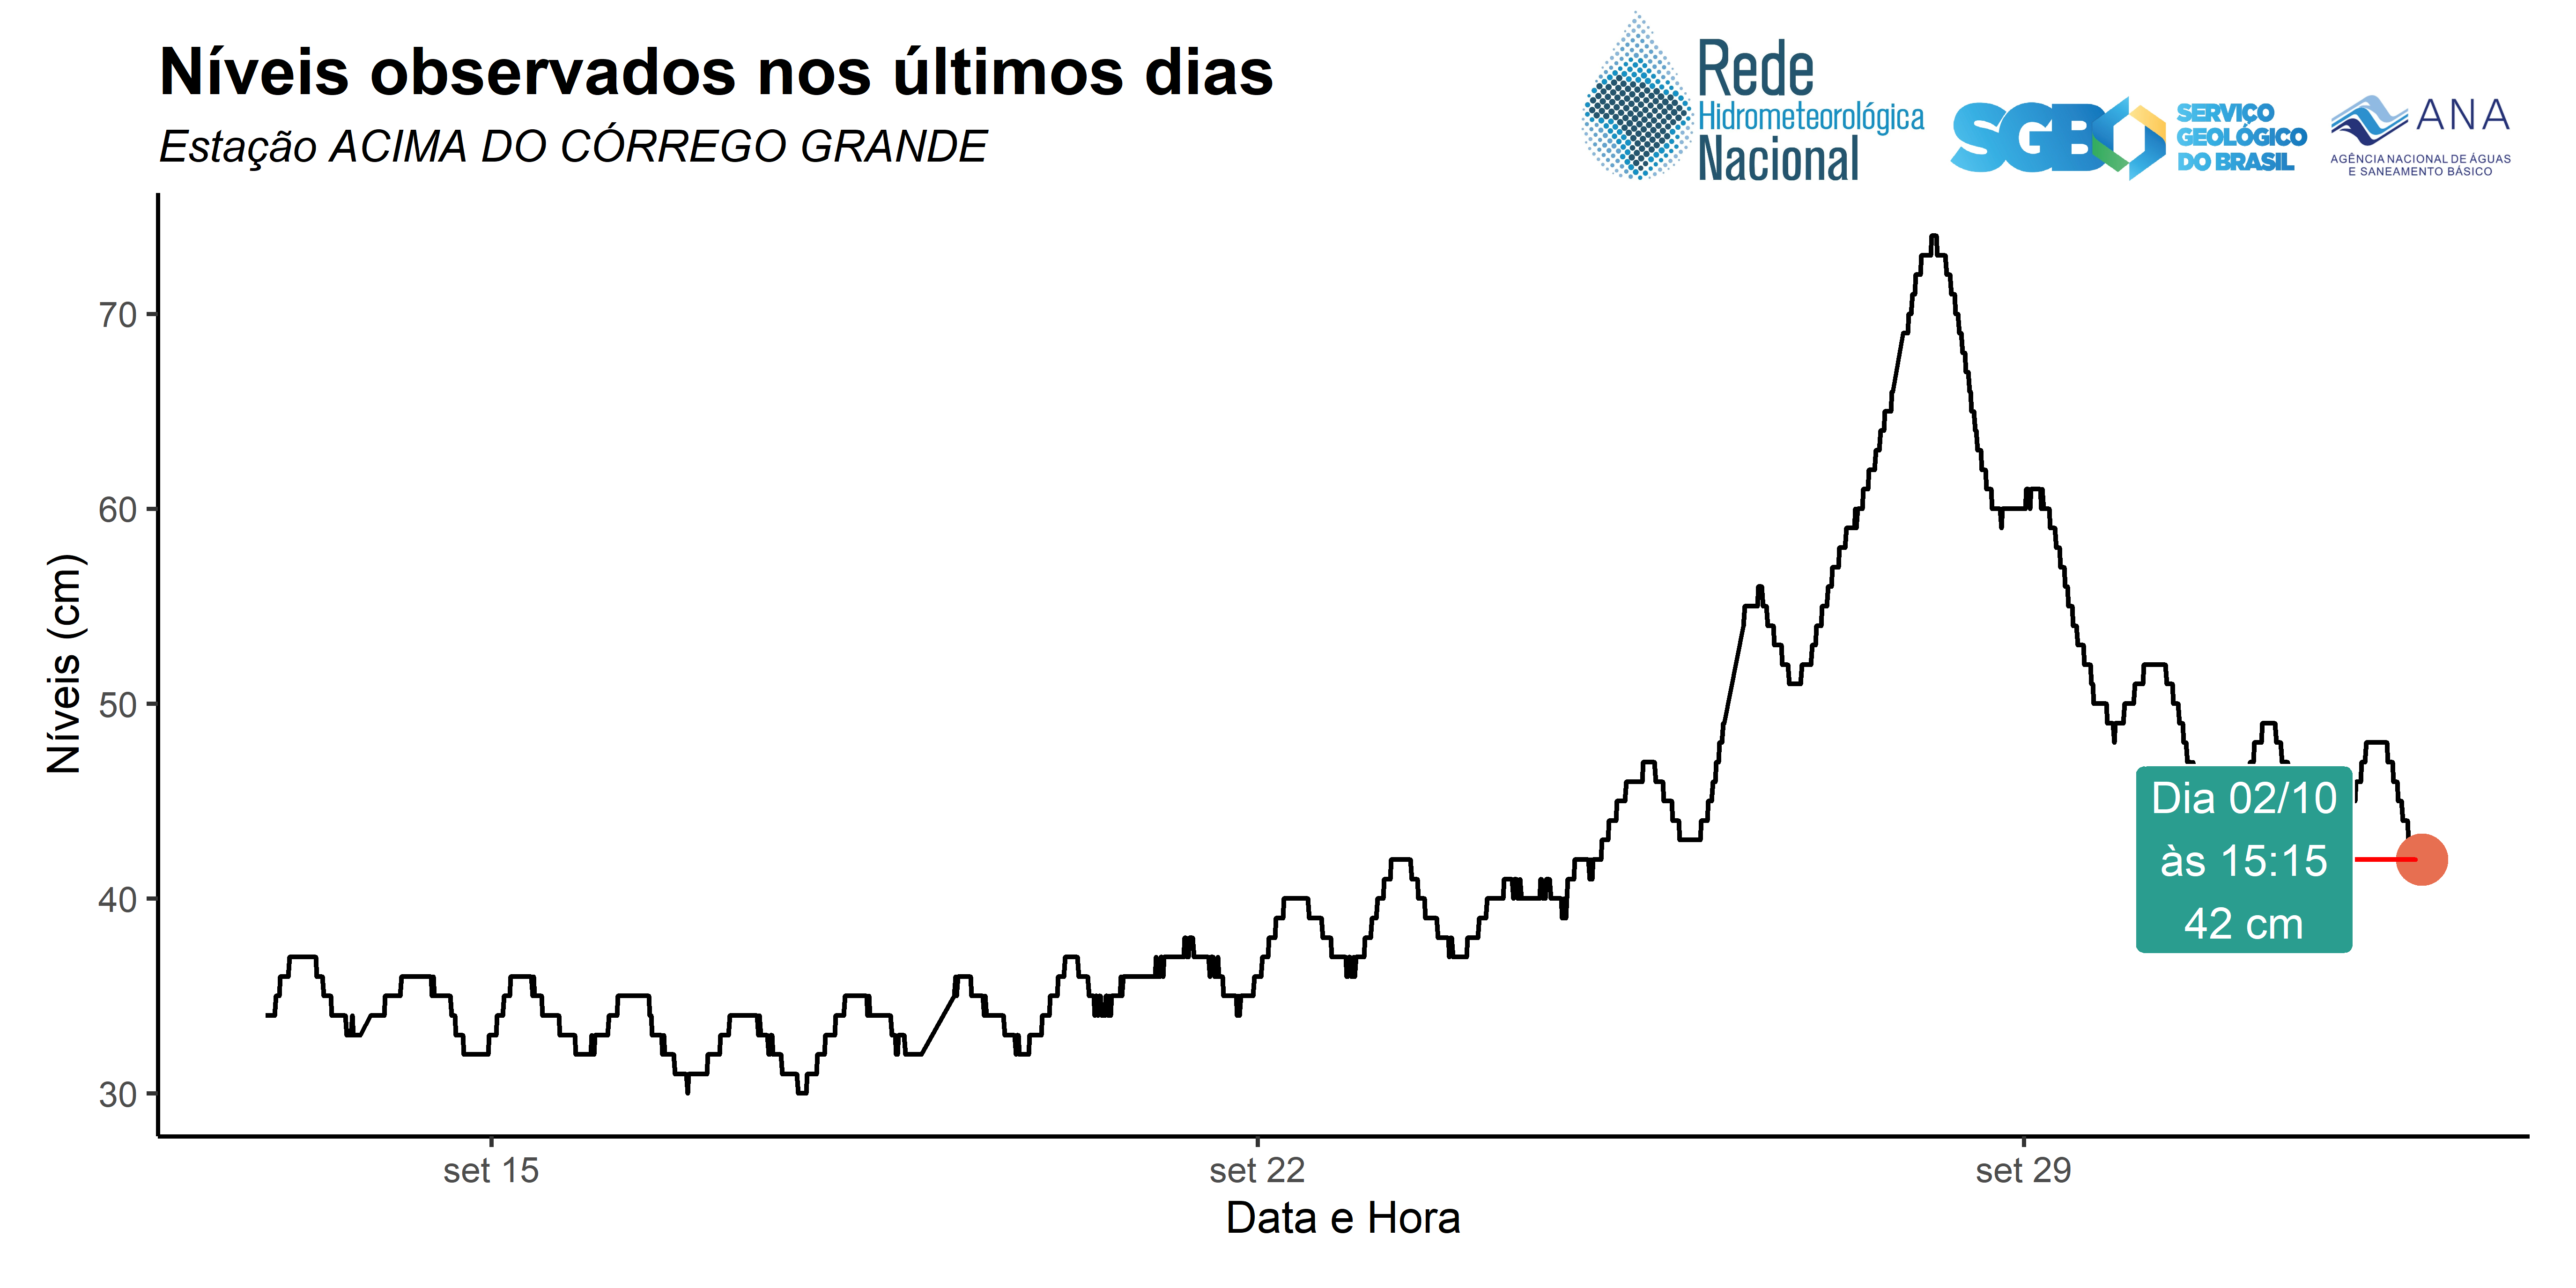 Níveis observados nos últimos dias
Estação ACIMA DO CÓRREGO GRANDE
Rede
Hidrometeorológica
Nacional
SGB
SERVIÇO
GEOLÓGICO
DO BRASIL
ANA
AGÊNCIA NACIONAL DE ÁGUAS
E SANEAMENTO BÁSICO
Níveis (cm)
70
60
50
40
30
Dia 02/10
às 15:15
42 cm
set 15
set 22
set 29
Data e Hora